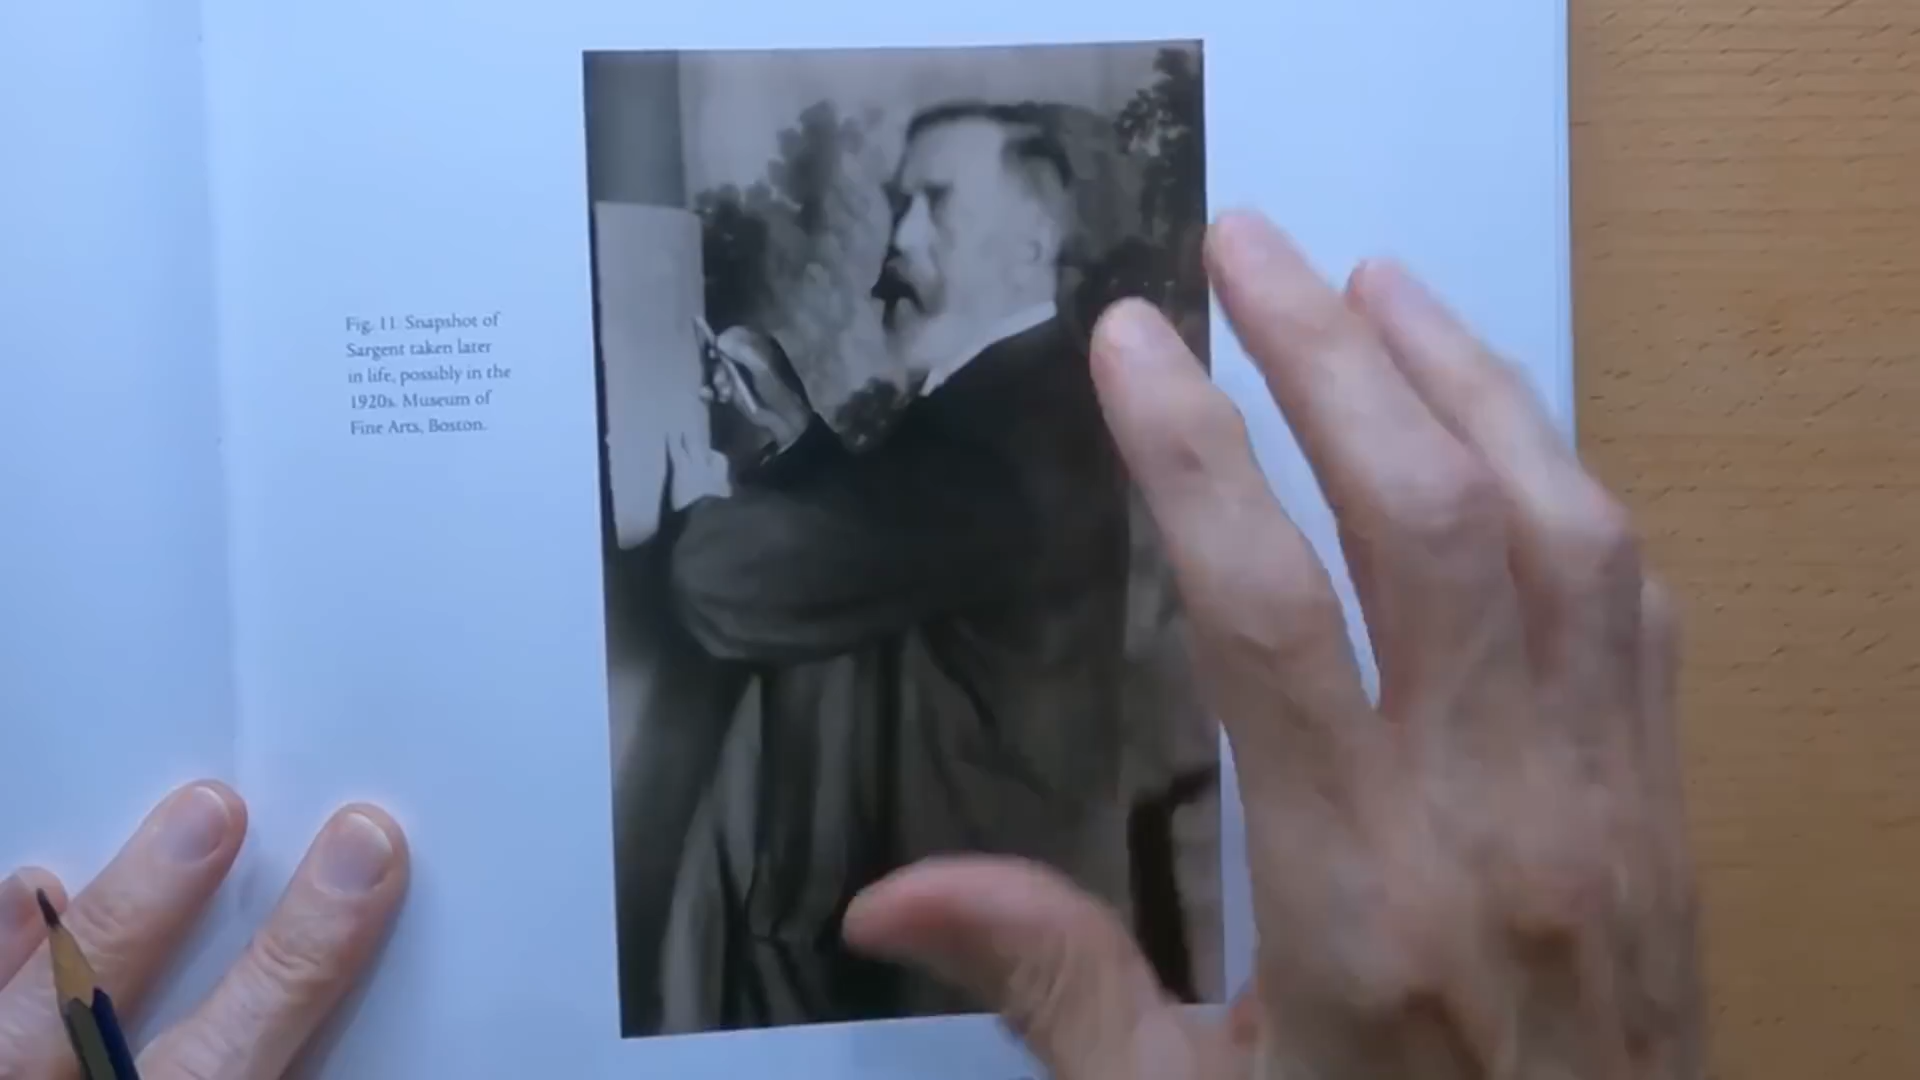 Fig. 11 Snapshot of
Sargent taken later
in life, possibly in the
1920s. Museum of
Fine Arts, Boston.